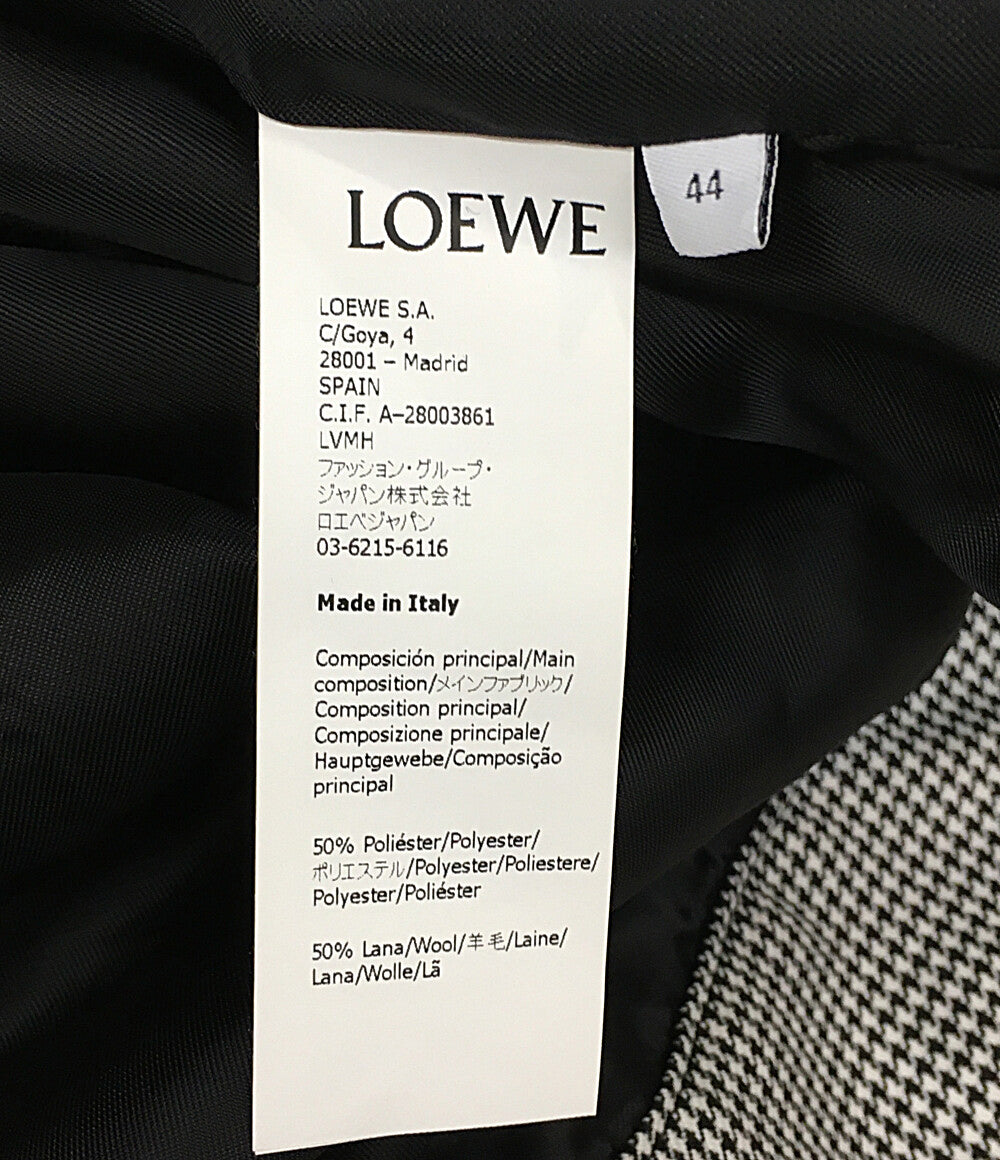 LOEWE
44
LOEWE S.A.
C/Goya, 4
28001 – Madrid
SPAIN
C.I.F. A–28003861
LVMH
ファッション・グループ・
ジャパン株式会社
ロエベジャパン
03-6215-6116
Made in Italy
Composición principal/Main
composition/メインファブリック/
Composition principal/
Composizione principale/
Hauptgewebe/Composição
principal
50% Poliéster/Polyester/
ポリエステル/Polyester/Poliestere/
Polyester/Poliéster
50% Lana/Wool/羊毛/Laine/
Lana/Wolle/Lã